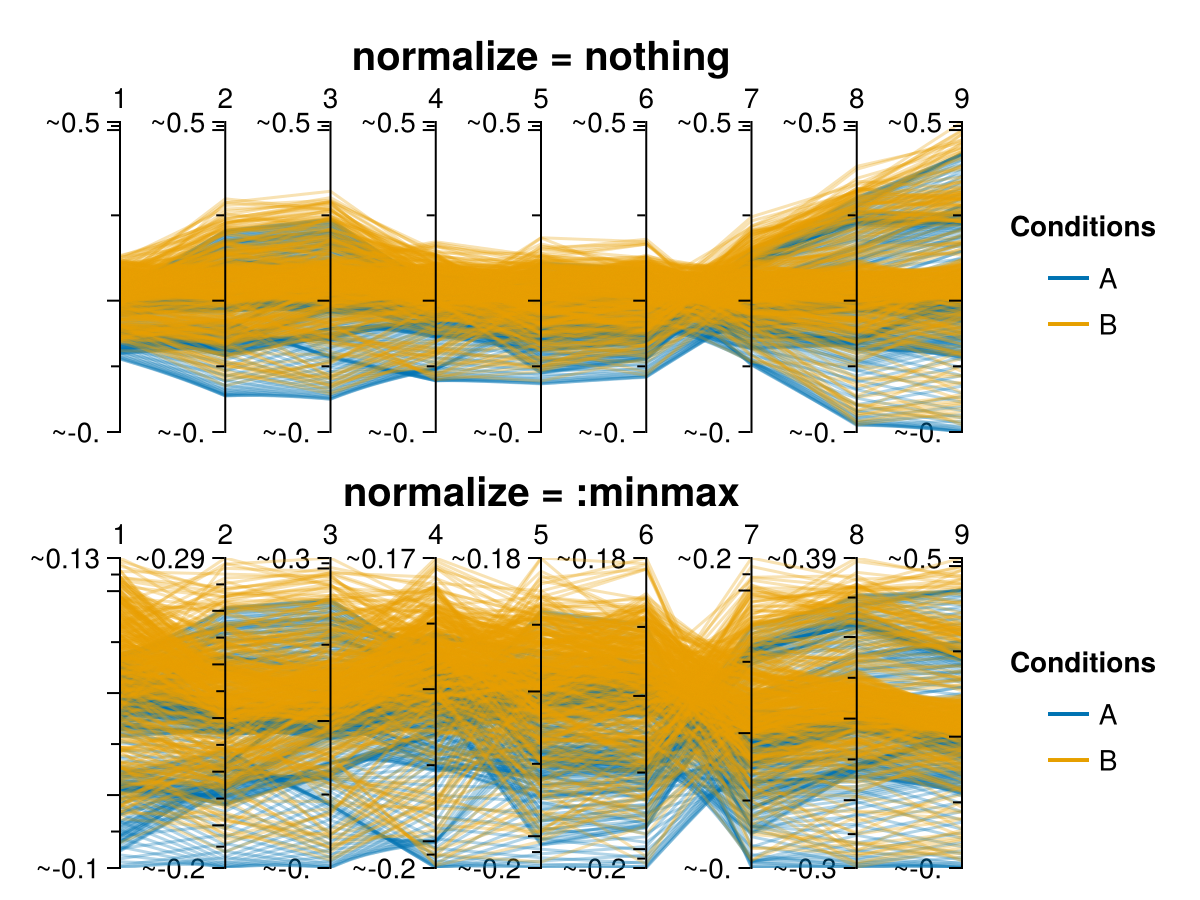 normalize = nothing
1 2 3 4 5 6 7 8 9
~0.5 ~0.5 ~0.5 ~0.5 ~0.5 ~0.5 ~0.5 ~0.5 ~0.5
Conditions
A
B
~-0. ~-0. ~-0. ~-0. ~-0. ~-0. ~-0. ~-0. ~-0.
normalize = :minmax
1 2 3 4 5 6 7 8 9
~0.13 ~0.29 ~0.3 ~0.17 ~0.18 ~0.18 ~0.2 ~0.39 ~0.5
Conditions
A
B
~-0.1 ~-0.2 ~-0. ~-0.2 ~-0.2 ~-0.2 ~-0. ~-0.3 ~-0.